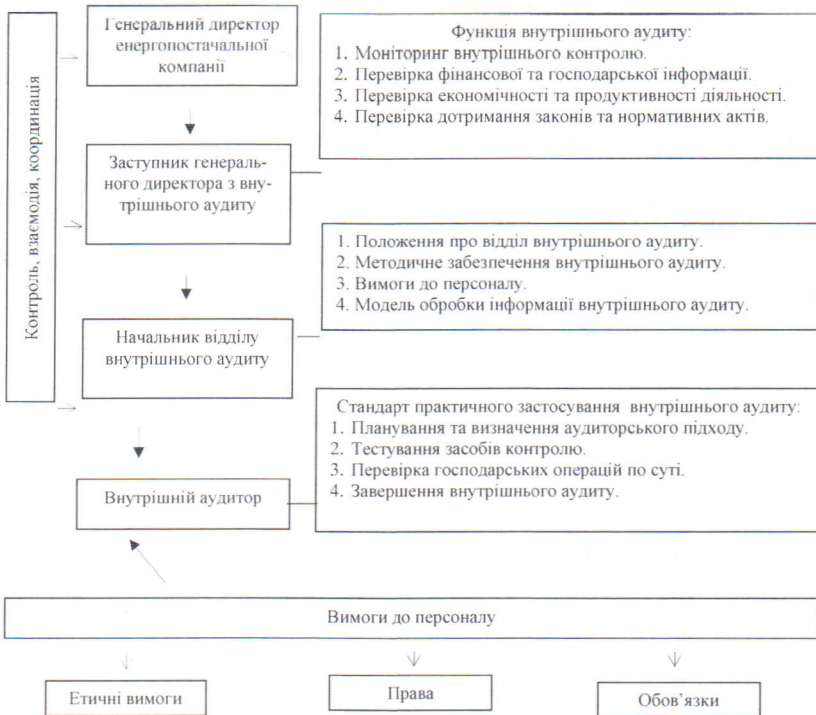 Контроль, взаємодія, координація
Генеральний директор
енергопостачальної
компанії
Функція внутрішнього аудиту:
1. Моніторинг внутрішнього контролю.
2. Перевірка фінансової та господарської інформації.
3. Перевірка економічності та продуктивності діяльності.
4. Перевірка дотримання законів та нормативних актів.
Заступник генераль-
ного директора з вну-
трішнього аудиту
1. Положення про відділ внутрішнього аудиту.
2. Методичне забезпечення внутрішнього аудиту.
3. Вимоги до персоналу.
4. Модель обробки інформації внутрішнього аудиту.
Начальник відділу
внутрішнього аудиту
Стандарт практичного застосування внутрішнього аудиту:
1. Планування та визначення аудиторського підходу.
2. Тестування засобів контролю.
3. Перевірка господарських операцій по суті.
4. Завершення внутрішнього аудиту.
Внутрішній аудитор
Вимоги до персоналу
Етичні вимоги
Права
Обов’язки